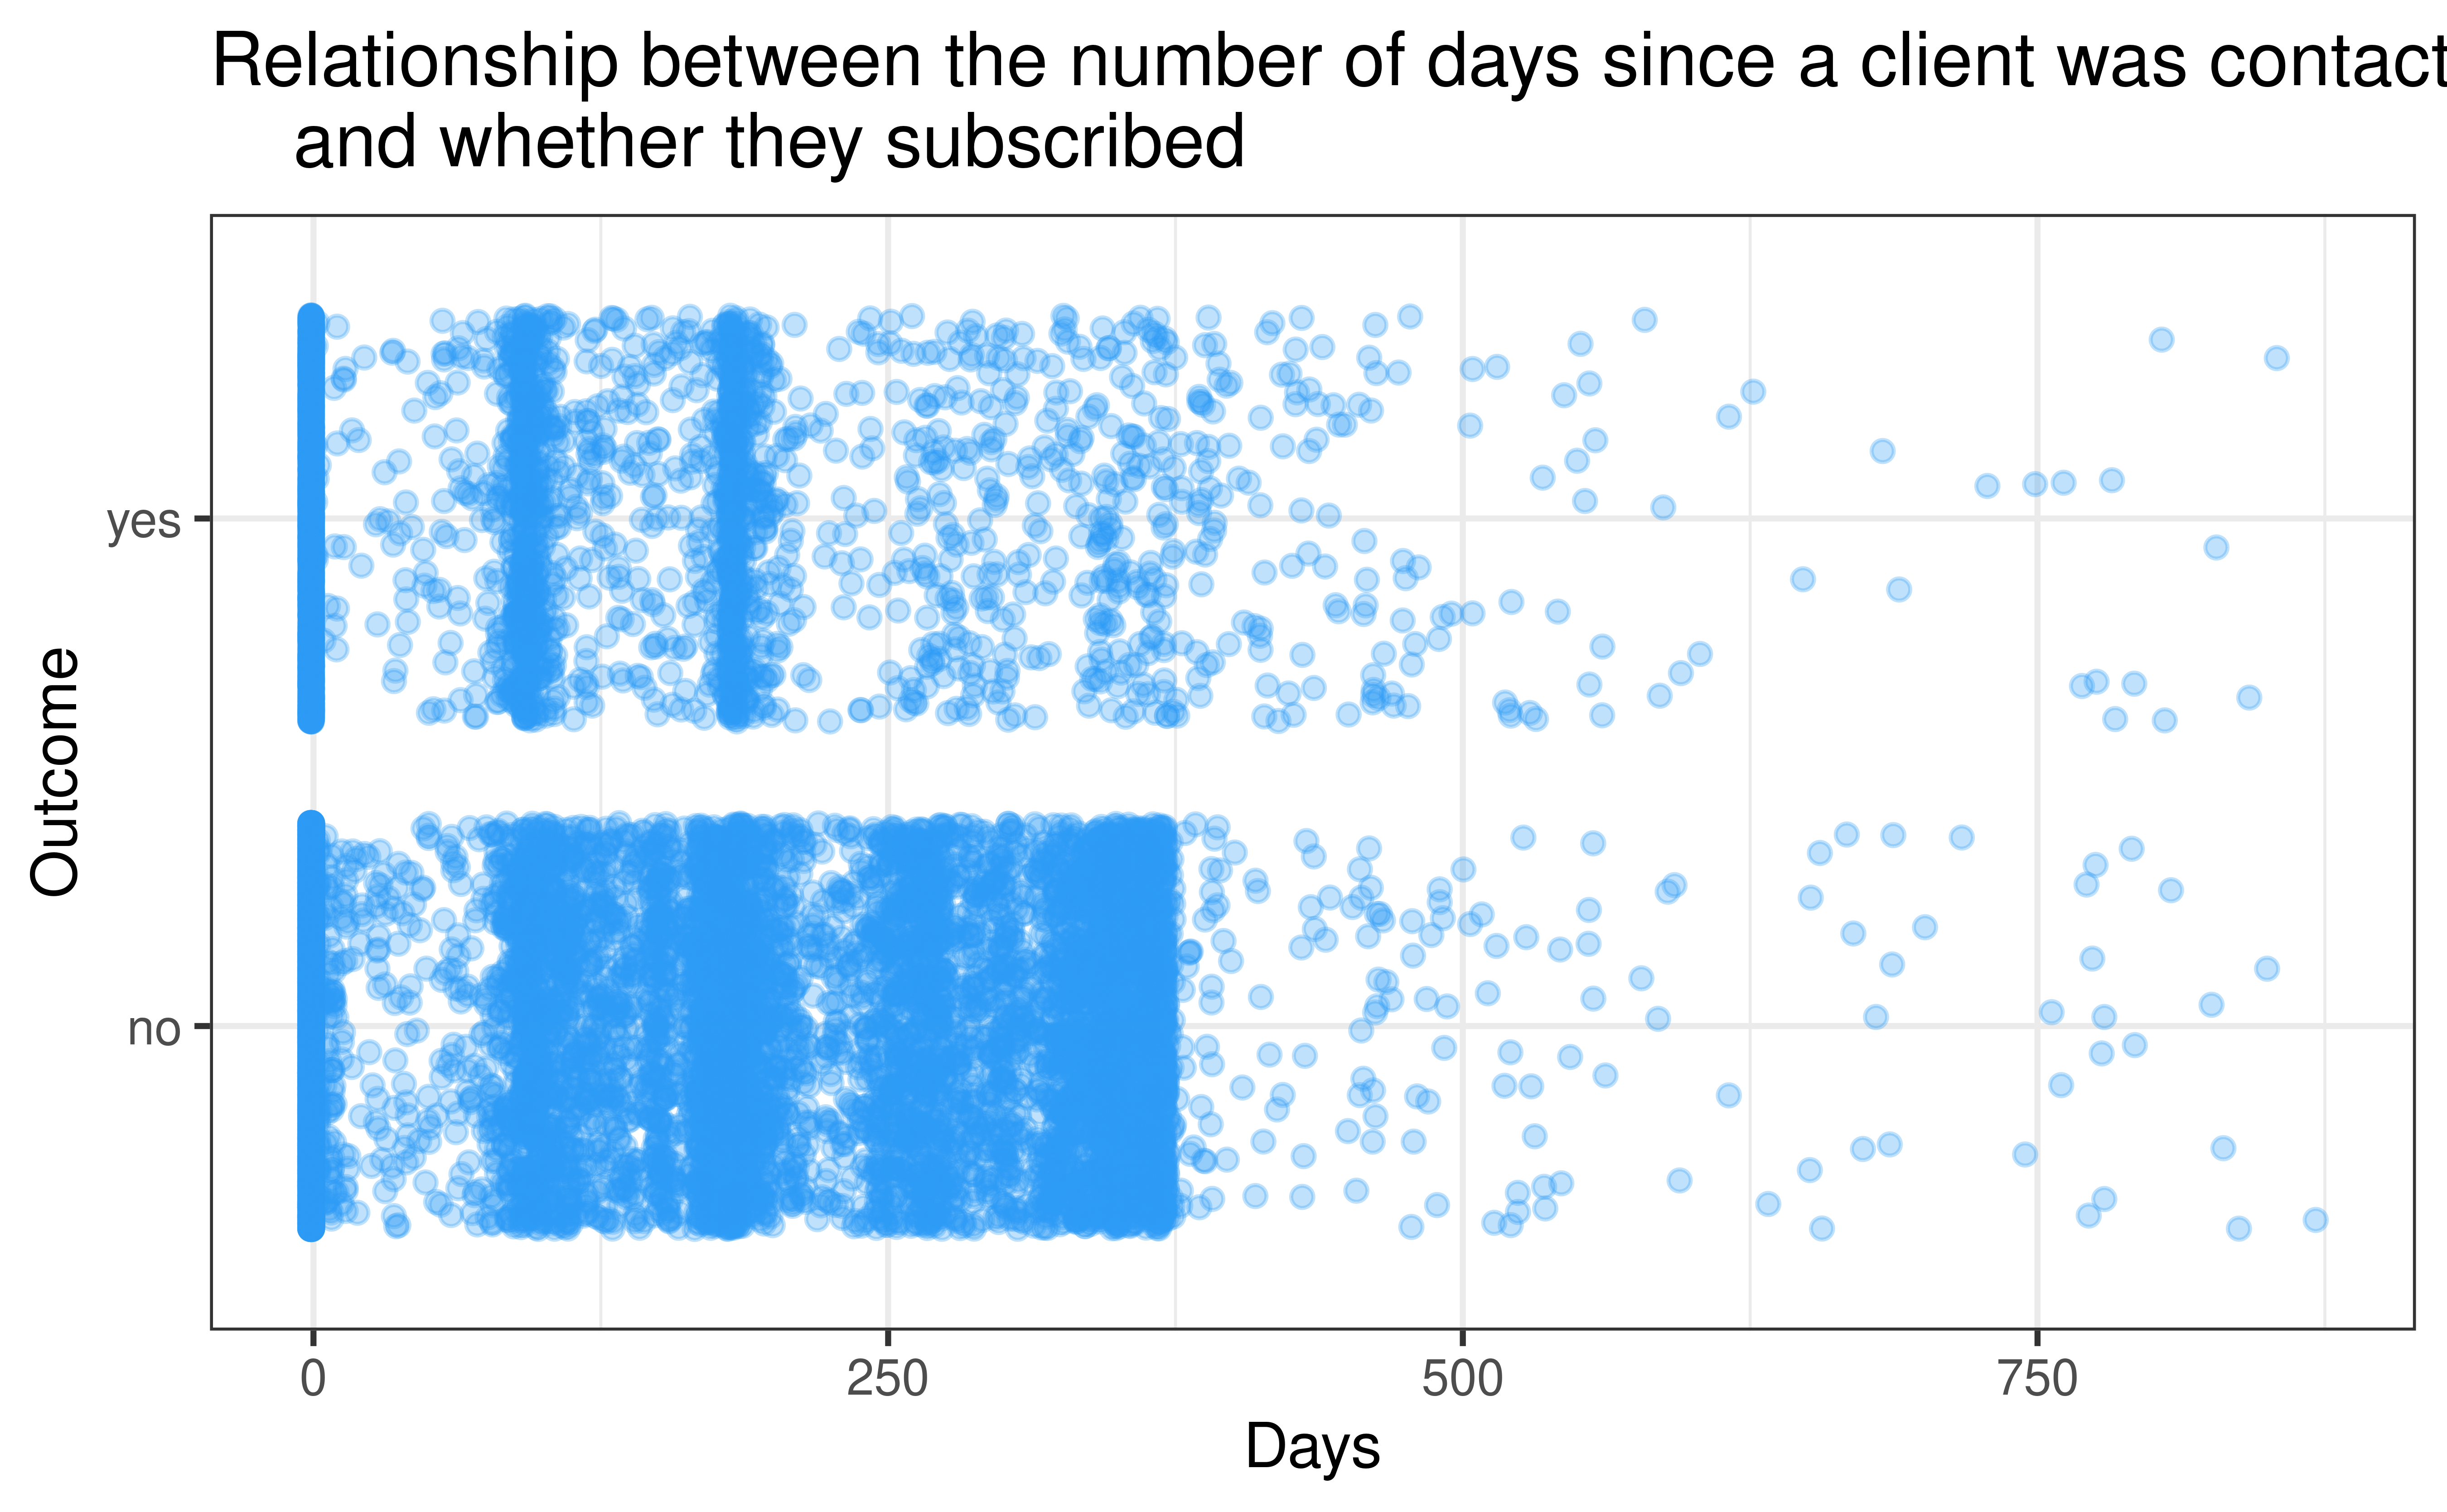 Relationship between the number of days since a client was contact
and whether they subscribed
yes
Outcome
no
0 250 500 750
Days